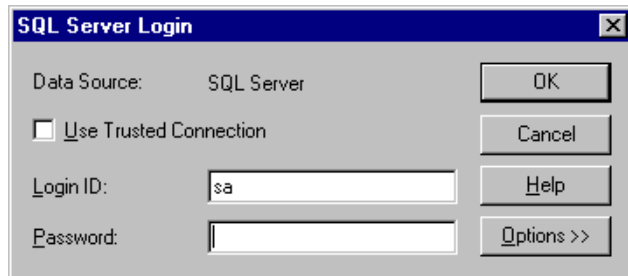 SQL Server Login
Data Source: SQL Server
OK
Use Trusted Connection
Cancel
Login ID: sa
Help
Password:
Options >>